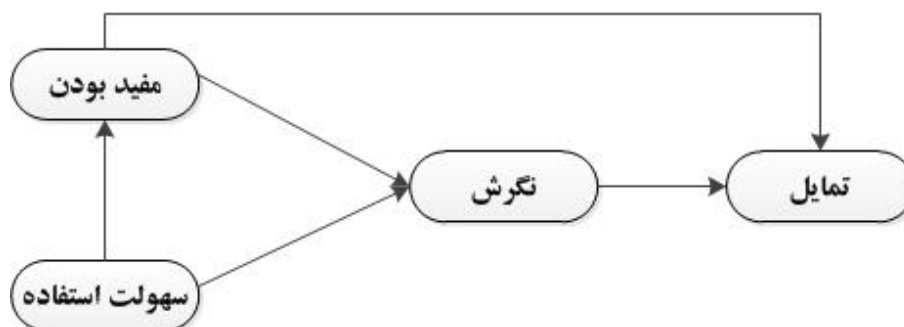 مفید بودن
نگرش
تمایل
سهولت استفاده